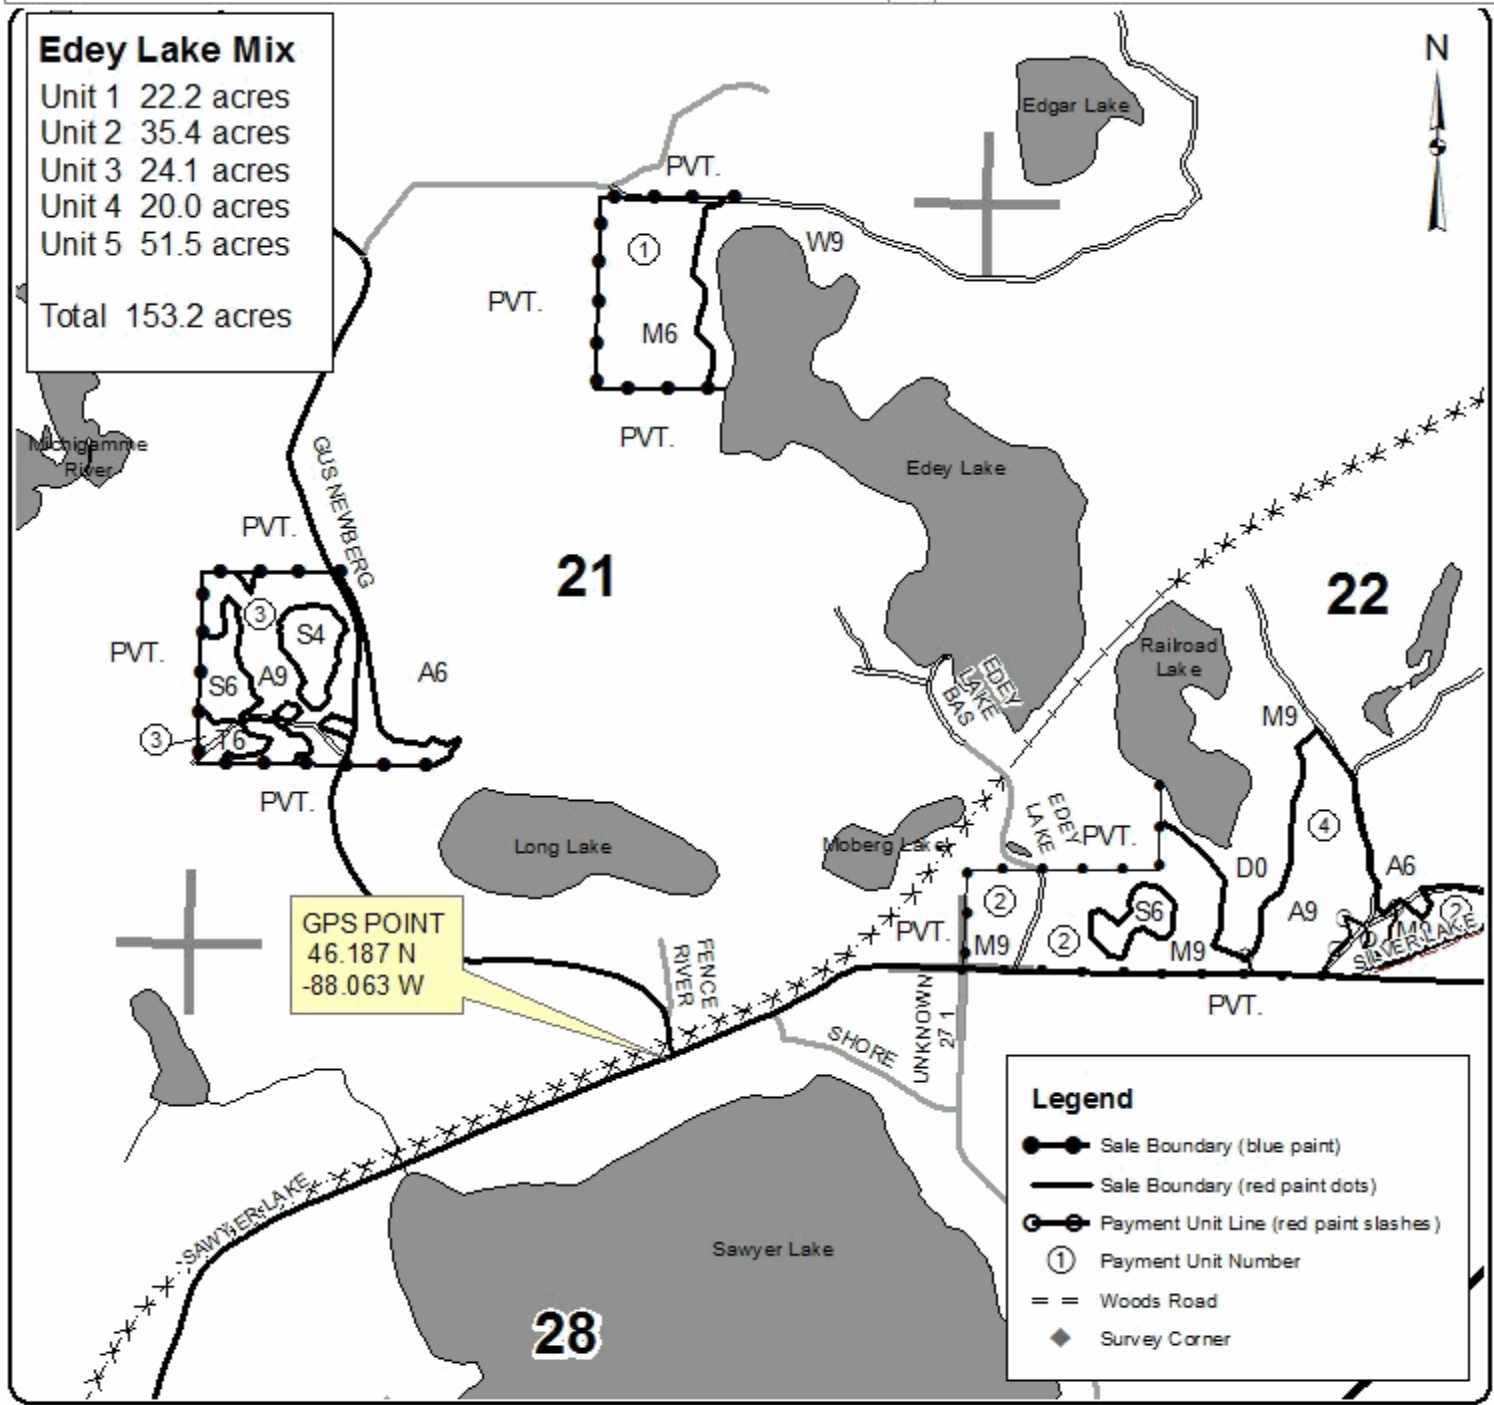 Edey Lake Mix
Unit 1 22.2 acres
Unit 2 35.4 acres
Unit 3 24.1 acres
Unit 4 20.0 acres
Unit 5 51.5 acres
Total 153.2 acres
N
Edgar Lake
PVT.
W9
1
PVT.
M6
PVT.
Michigamme
River
GUS NEWBERG
Edey Lake
PVT.
21
22
3
S4
PVT.
S6
A9
A6
Railroad
Lake
EDEY
LAKE
BAS
M9
3
T6
PVT.
EDEY
LAKE
PVT.
4
Long Lake
Moberg Lake
D0
A6
2
S6
A9
2
PVT.
M9
2
M9
SILVER LAKE
GPS POINT
46.187 N
-88.063 W
FENCE
RIVER
UNKNOWN
27 1
PVT.
SHORE
SAWYER LAKE
Sawyer Lake
28
Legend
Sale Boundary (blue paint)
Sale Boundary (red paint dots)
Payment Unit Line (red paint slashes)
1 Payment Unit Number
Woods Road
Survey Corner